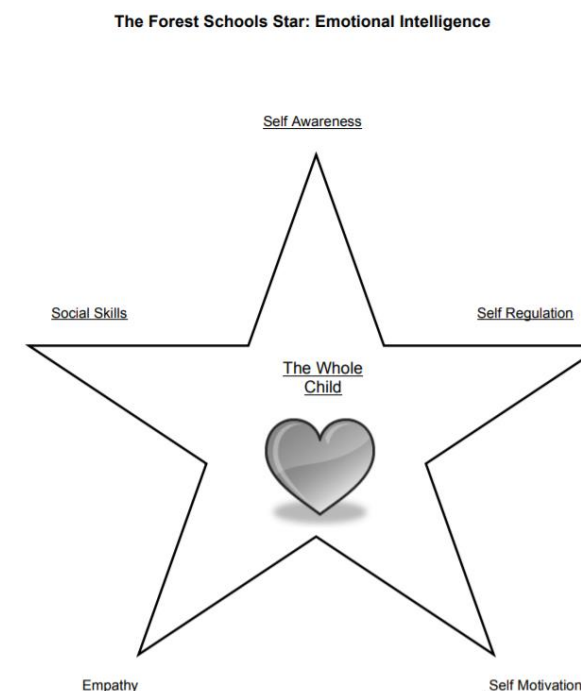 The Forest Schools Star: Emotional Intelligence
Self Awareness
Social Skills
Self Regulation
The Whole
Child
Empathy
Self Motivation